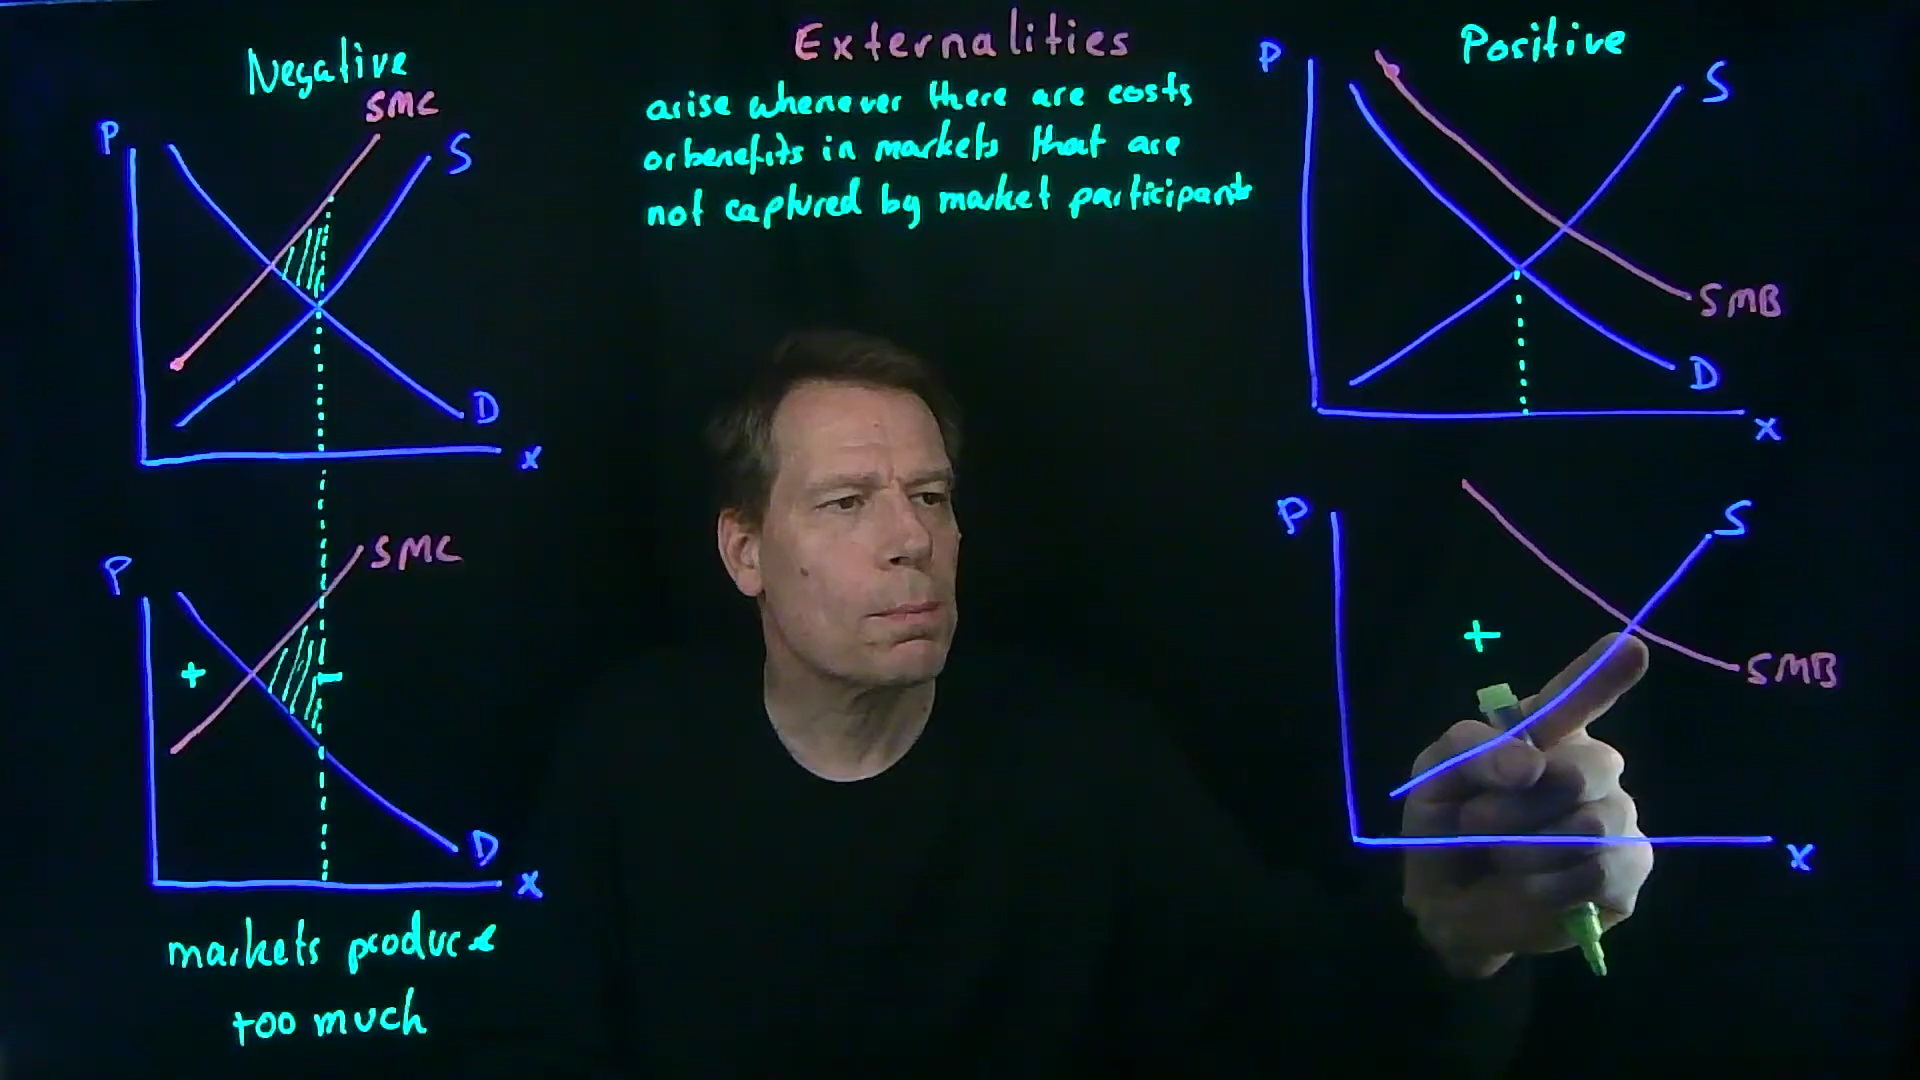 Externalities
arise whenever there are costs
or benefits in markets that are
not captured by market participants
Negative
SMC
P
S
D
x
SMC
P
+
-
D
x
markets produce
too much
Positive
P
S
SMB
D
x
P
S
+
SMB
x